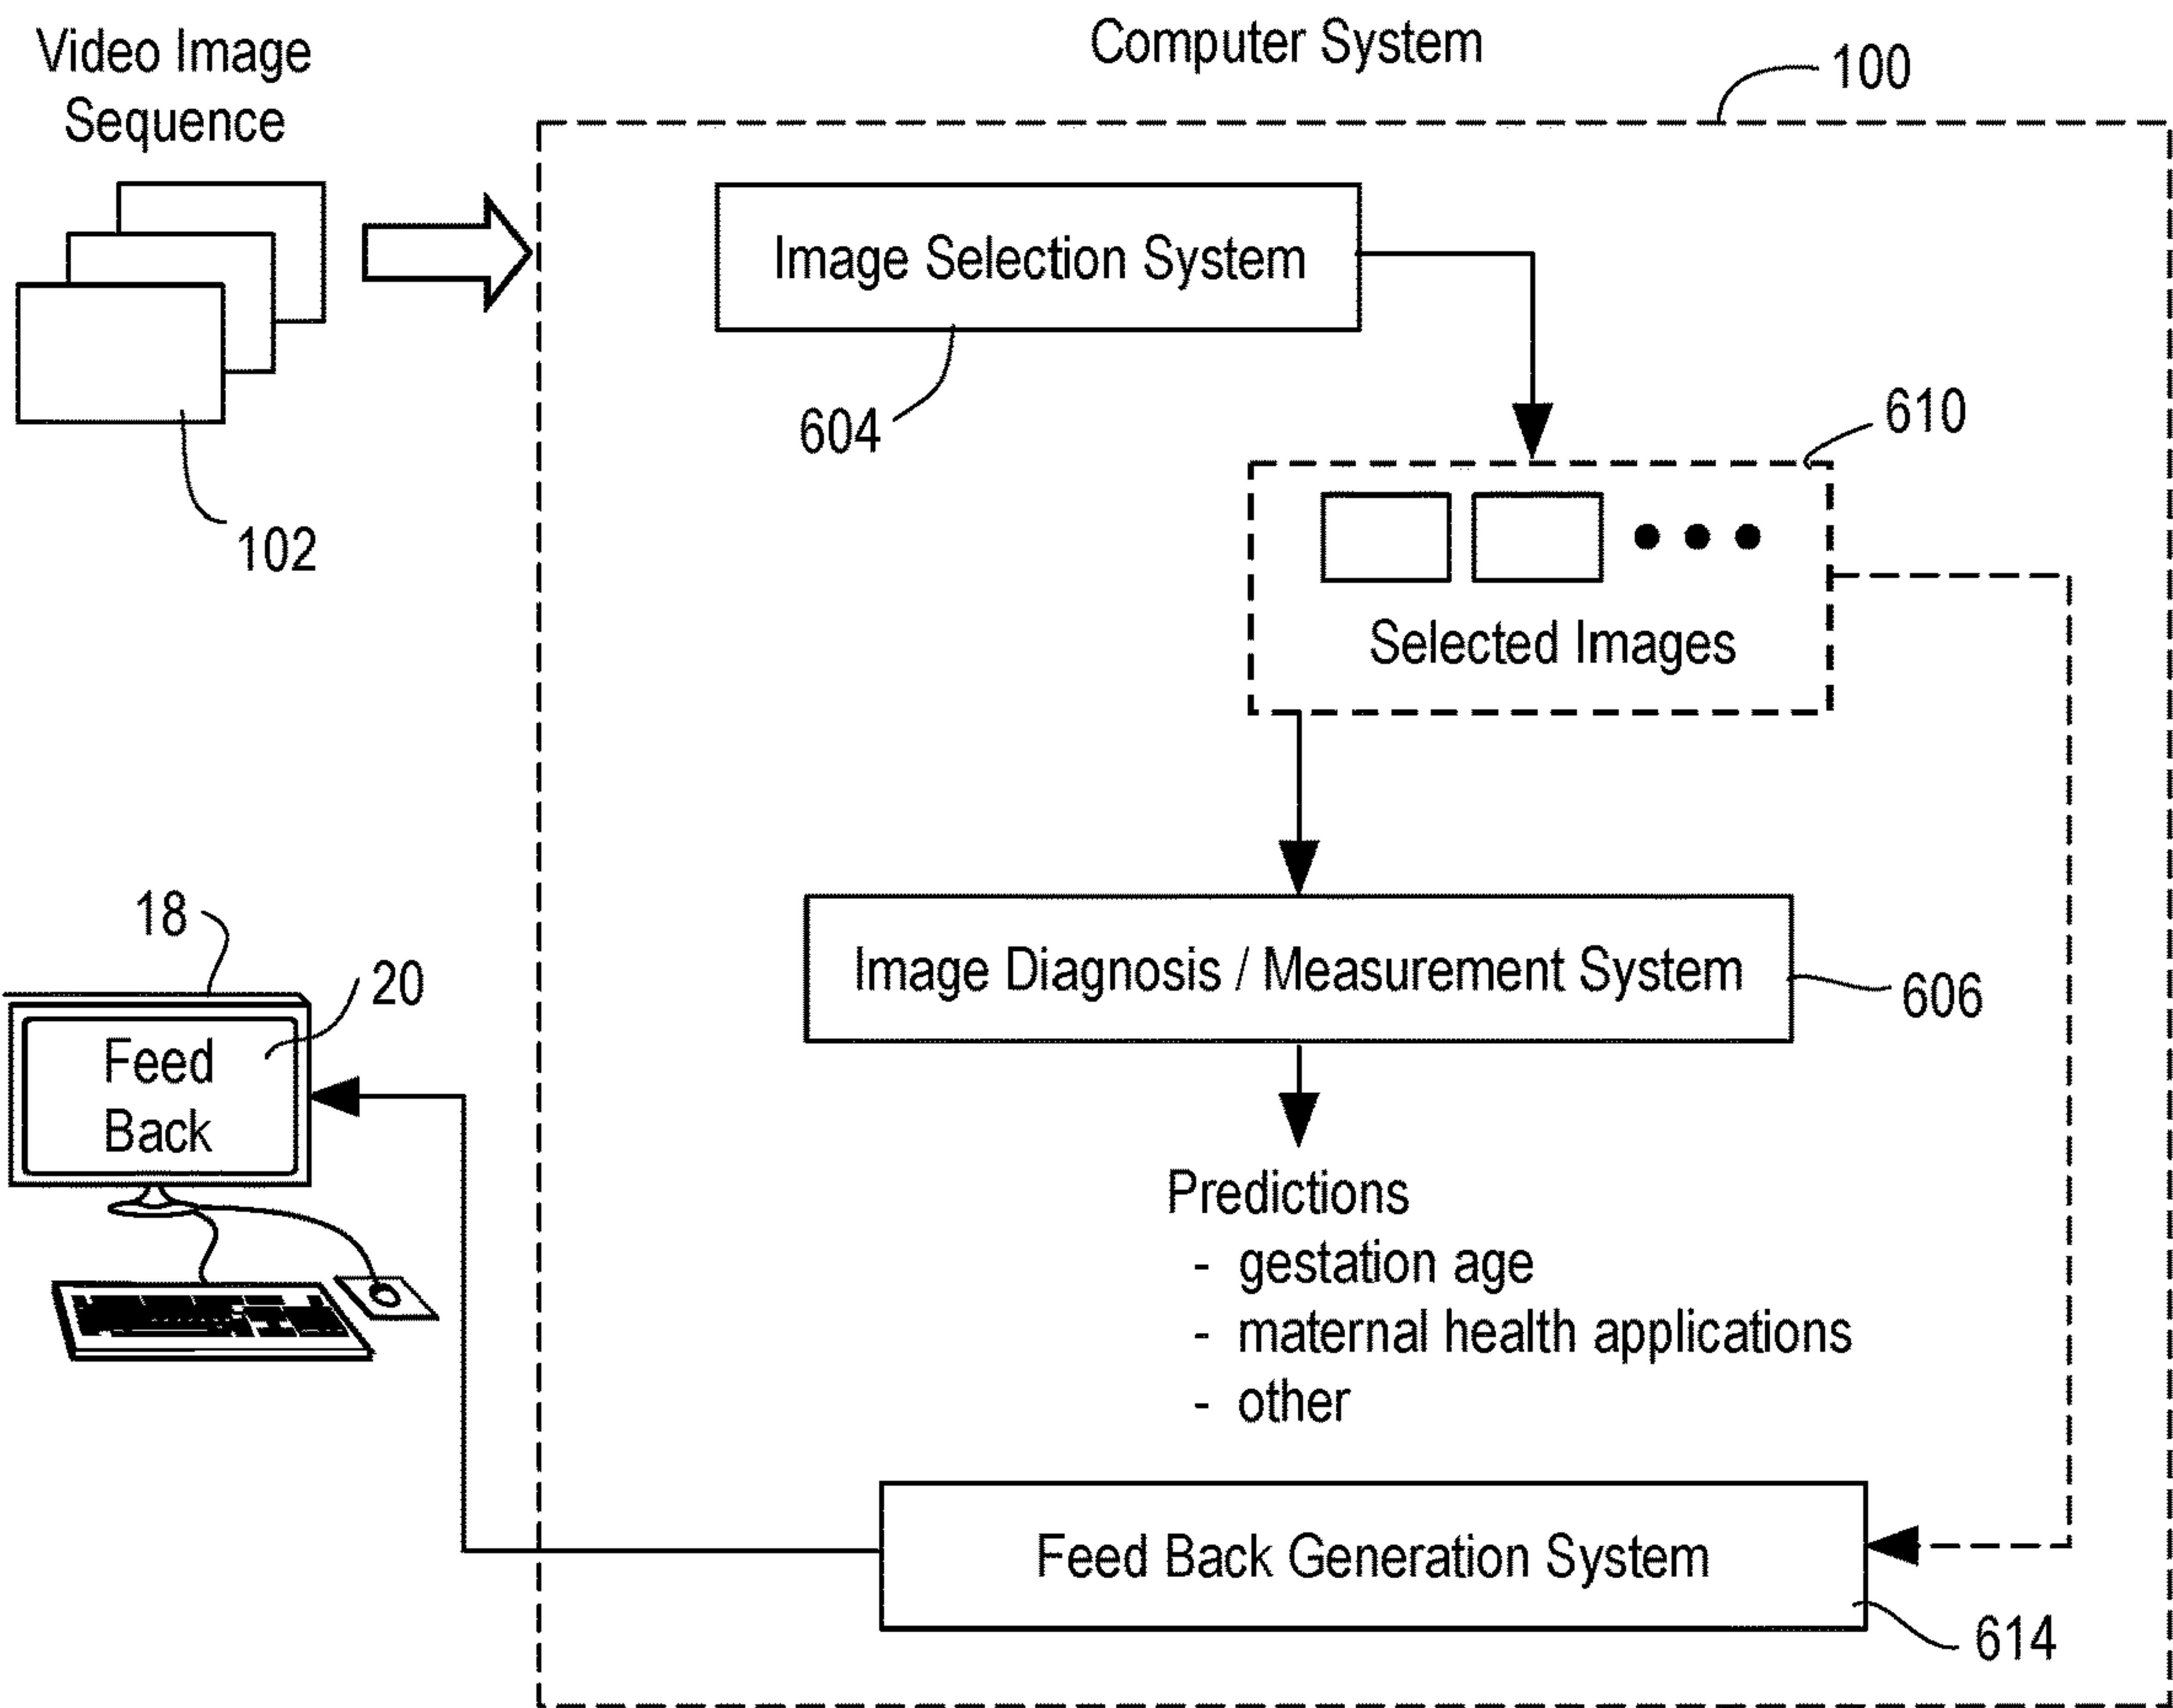 Computer System
100
Video Image
Sequence
102
Image Selection System
604
610
Selected Images
Image Diagnosis / Measurement System
606
18
20
Feed
Back
Predictions
- gestation age
- maternal health applications
- other
Feed Back Generation System
614